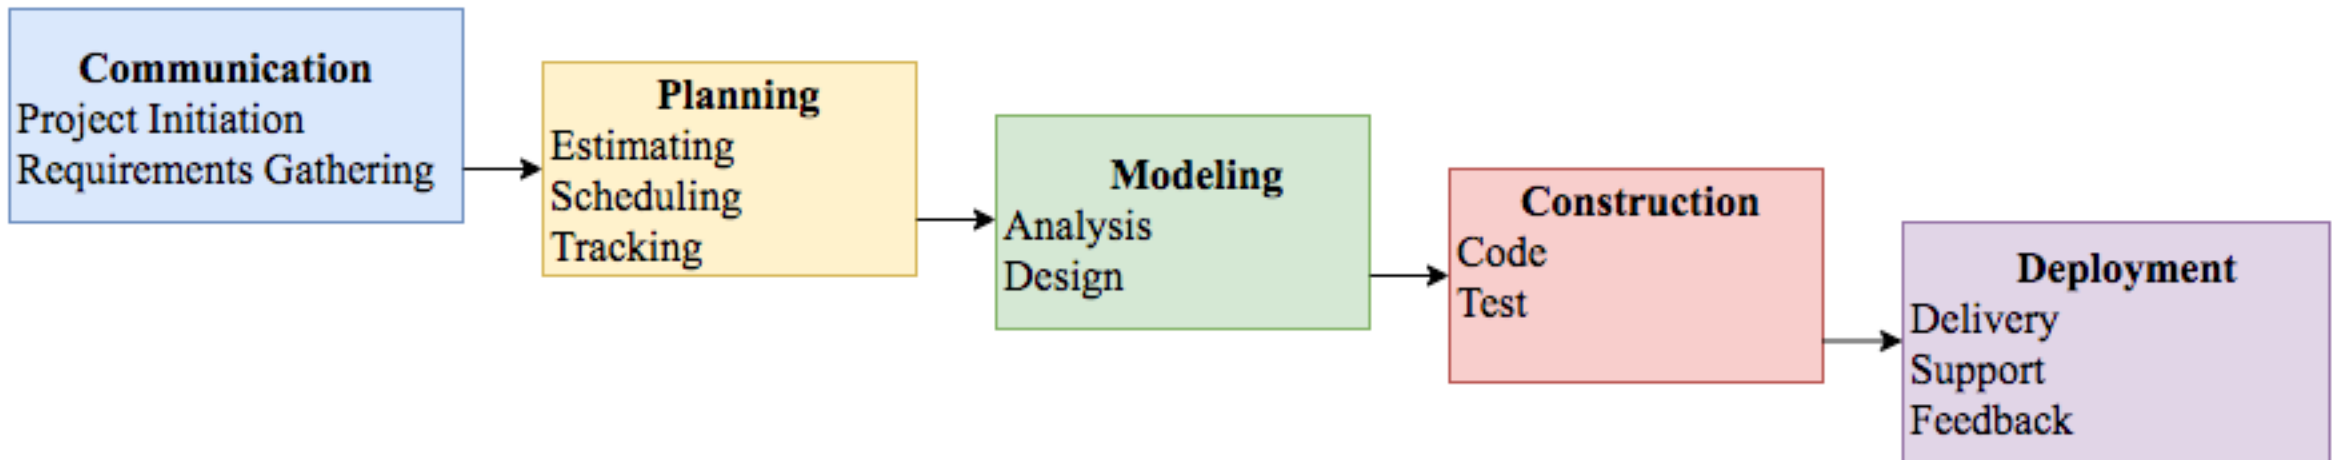 Communication
Project Initiation
Requirements Gathering
Planning
Estimating
Scheduling
Tracking
Modeling
Analysis
Design
Construction
Code
Test
Deployment
Delivery
Support
Feedback